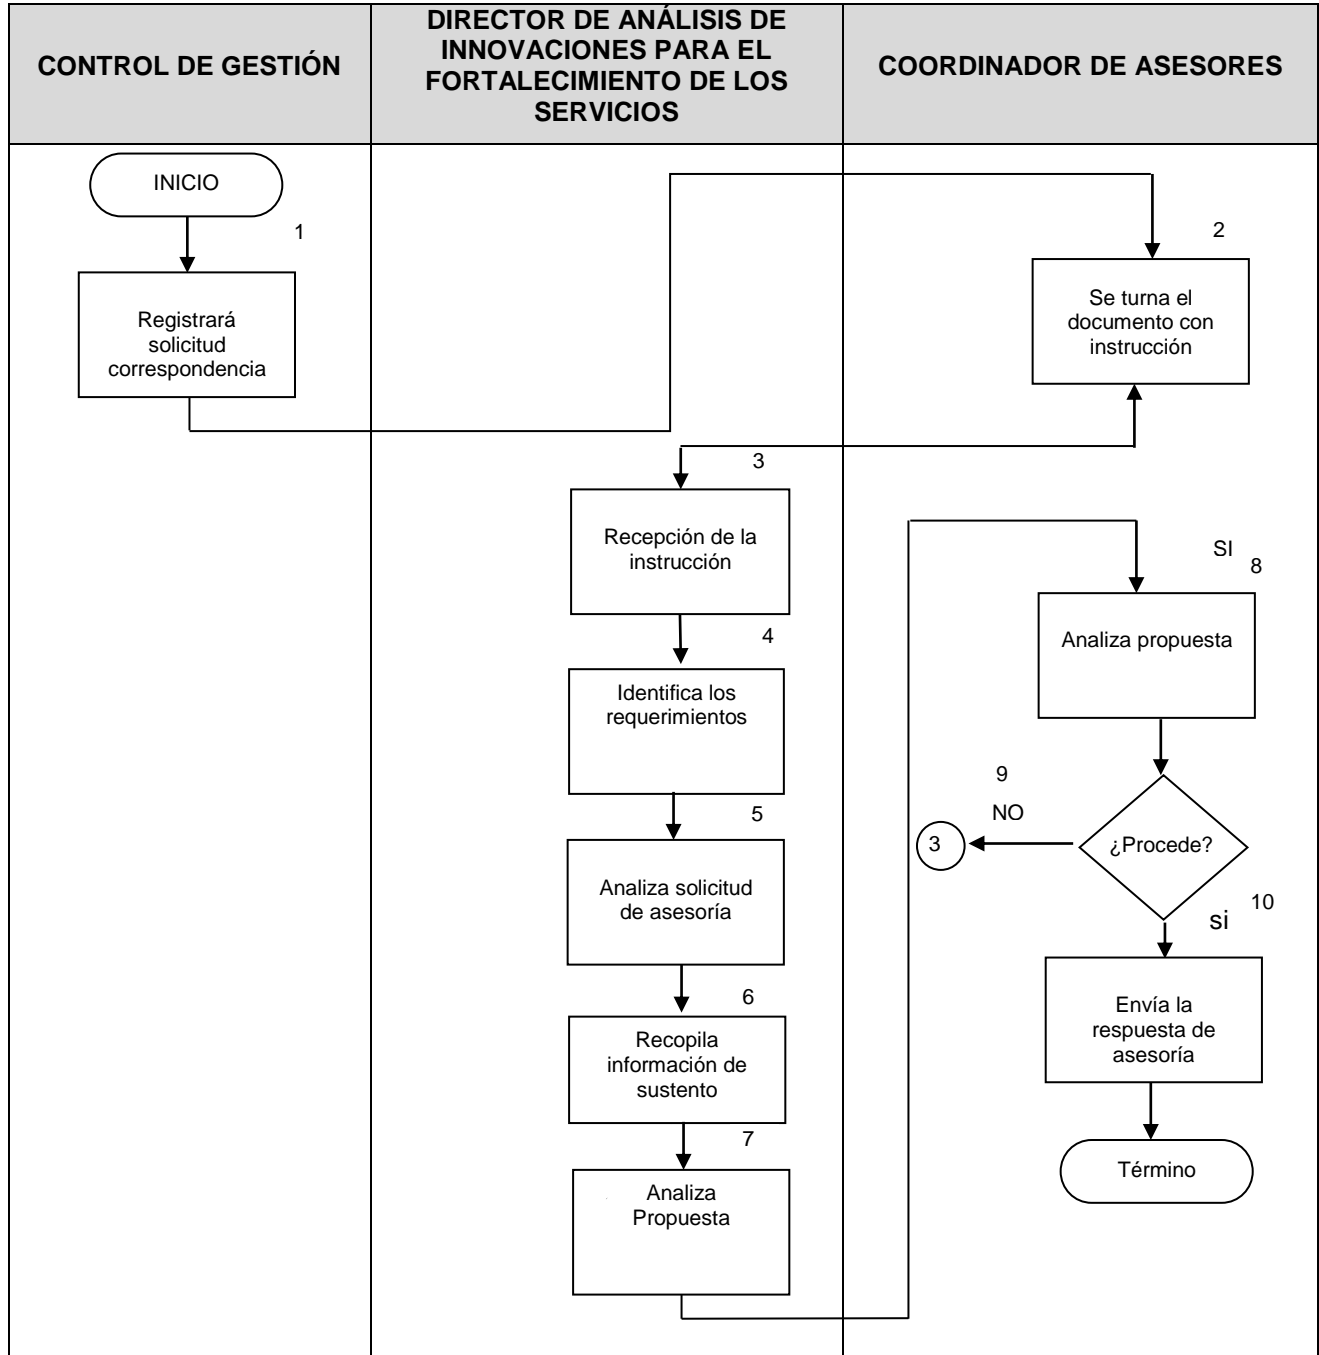 CONTROL DE GESTIÓN
DIRECTOR DE ANÁLISIS DE
INNOVACIONES PARA EL
FORTALECIMIENTO DE LOS
SERVICIOS
COORDINADOR DE ASESORES
INICIO
1
Registrará
solicitud
correspondencia
2
Se turna el
documento con
instrucción
3
Recepción de la
instrucción
4
Identifica los
requerimientos
5
Analiza solicitud
de asesoría
6
Recopila
información de
sustento
7
Analiza
Propuesta
SI
8
Analiza propuesta
9
NO
3
¿Procede?
10
si
Envía la
respuesta de
asesoría
Término